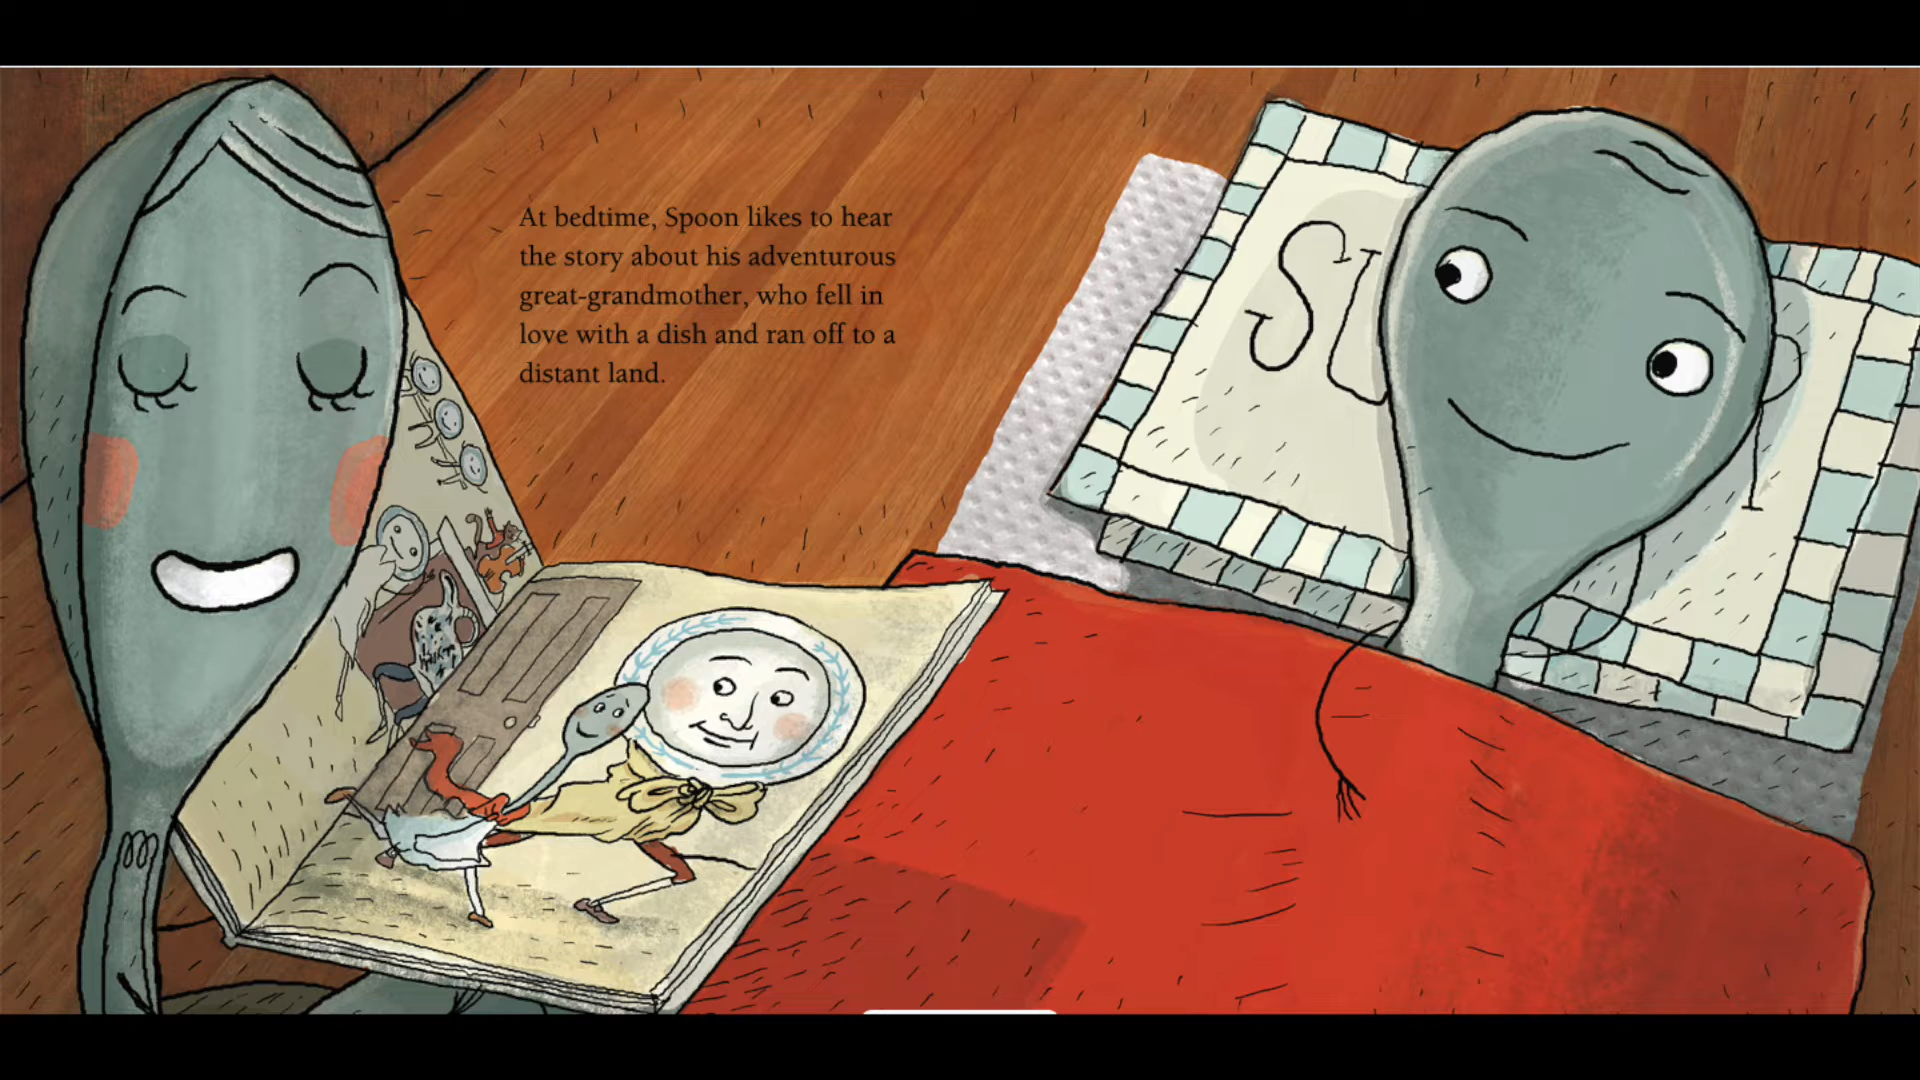 At bedtime, Spoon likes to hear
the story about his adventurous
great-grandmother, who fell in
love with a dish and ran off to a
distant land.